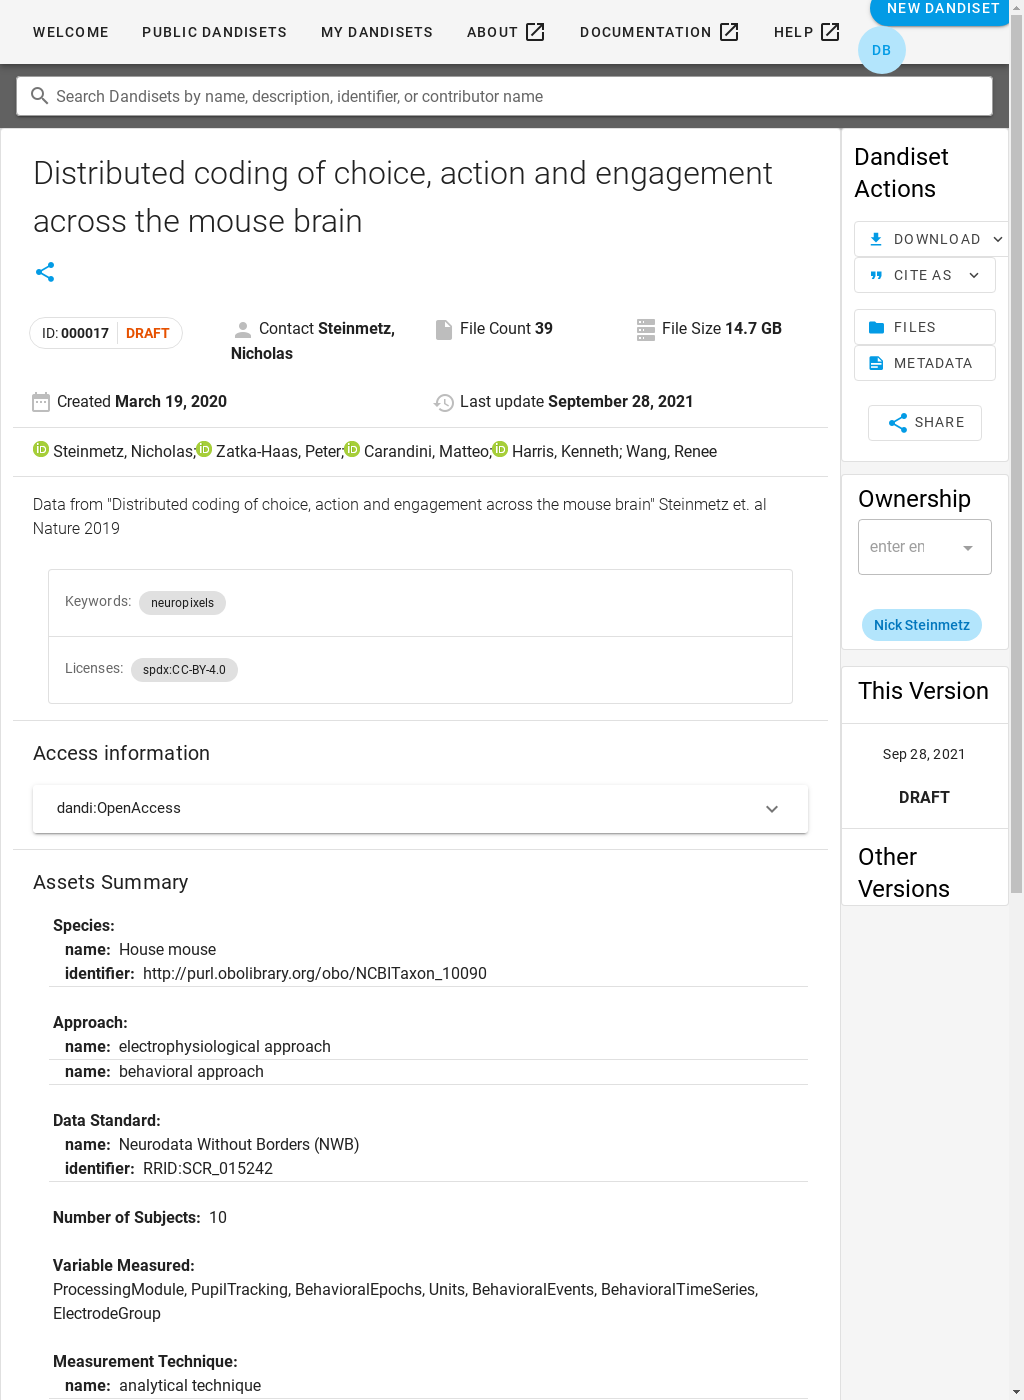 WELCOME PUBLIC DANDISETS MY DANDISETS ABOUT DOCUMENTATION HELP NEW DANDISET
DB
Search Dandisets by name, description, identifier, or contributor name
Distributed coding of choice, action and engagement
across the mouse brain
ID: 000017 DRAFT
Contact Steinmetz,
Nicholas
File Count 39
File Size 14.7 GB
Created March 19, 2020
Last update September 28, 2021
Steinmetz, Nicholas; Zatka-Haas, Peter; Carandini, Matteo; Harris, Kenneth; Wang, Renee
Data from "Distributed coding of choice, action and engagement across the mouse brain" Steinmetz et. al
Nature 2019
Keywords: neuropixels
Licenses: spdx:CC-BY-4.0
Access information
dandi:OpenAccess
Assets Summary
Species:
name: House mouse
identifier: http://purl.obolibrary.org/obo/NCBITaxon_10090
Approach:
name: electrophysiological approach
name: behavioral approach
Data Standard:
name: Neurodata Without Borders (NWB)
identifier: RRID:SCR_015242
Number of Subjects: 10
Variable Measured:
ProcessingModule, PupilTracking, BehavioralEpochs, Units, BehavioralEvents, BehavioralTimeSeries,
ElectrodeGroup
Measurement Technique:
name: analytical technique
Dandiset
Actions
DOWNLOAD
CITE AS
FILES
METADATA
SHARE
Ownership
enter en
Nick Steinmetz
This Version
Sep 28, 2021
DRAFT
Other
Versions